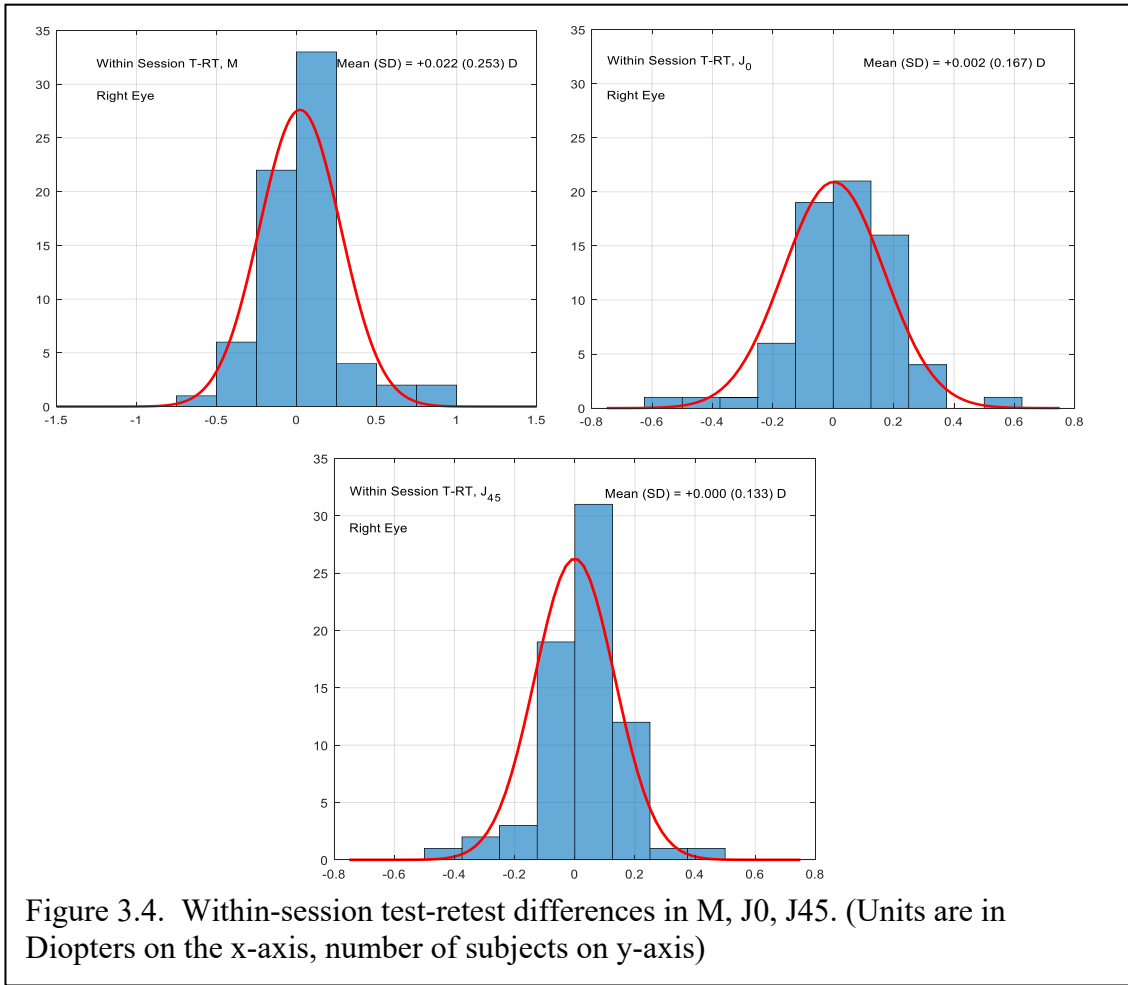 35
30
25
20
15
10
5
0
Within Session T-RT, M
Mean (SD) = +0.022 (0.253) D
Right Eye
-1.5 -1 -0.5 0 0.5 1 1.5
35
30
25
20
15
10
5
0
Within Session T-RT, J0
Mean (SD) = +0.002 (0.167) D
Right Eye
-0.8 -0.6 -0.4 -0.2 0 0.2 0.4 0.6 0.8
35
30
25
20
15
10
5
0
Within Session T-RT, J45
Mean (SD) = +0.000 (0.133) D
Right Eye
-0.8 -0.6 -0.4 -0.2 0 0.2 0.4 0.6 0.8
Figure 3.4. Within-session test-retest differences in M, J0, J45. (Units are in
Diopters on the x-axis, number of subjects on y-axis)